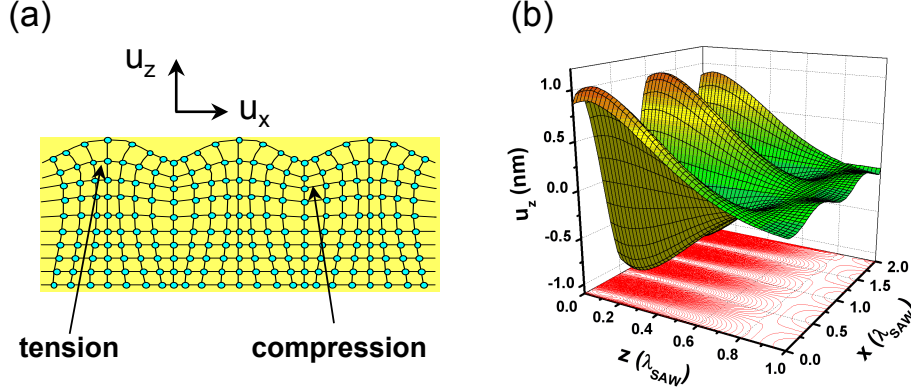 (a)
u_z
u_x
tension
compression
(b)
u_z (nm)
1.0
0.5
0.0
-0.5
-1.0
0.0
0.2
0.4
0.6
0.8
1.0
z (λ_SAW)
0.0
0.5
1.0
1.5
2.0
x (λ_SAW)